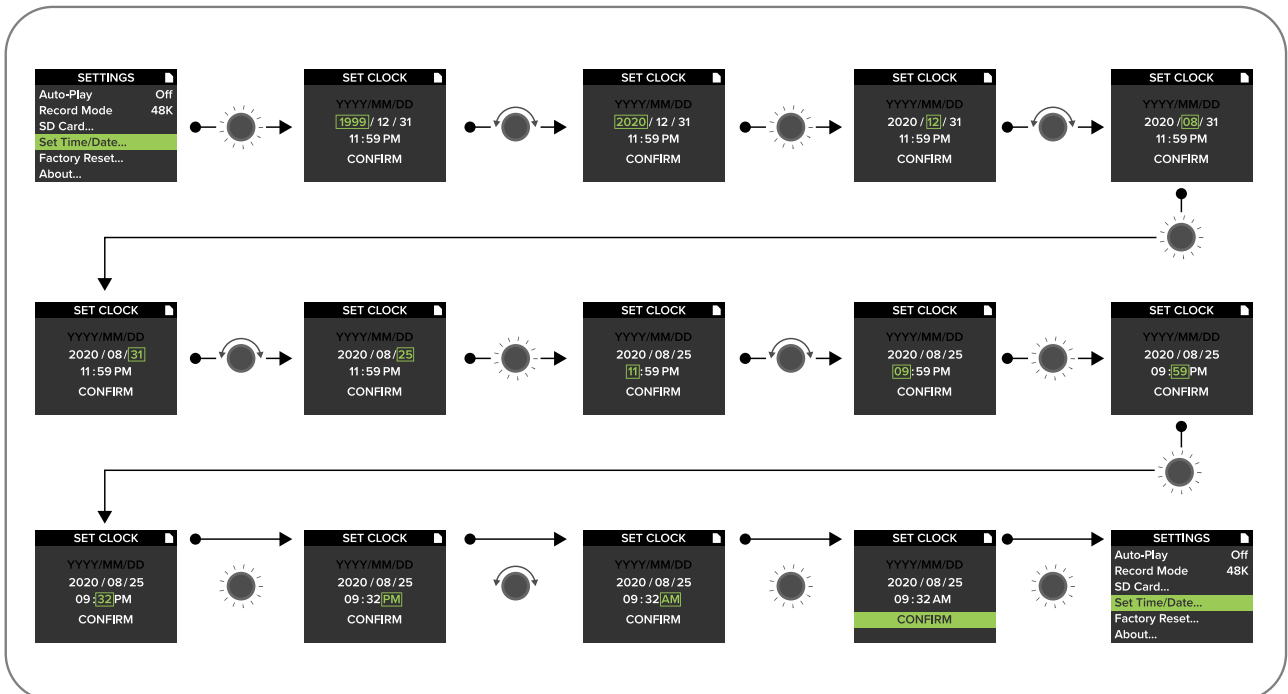 SETTINGS
Auto-Play Off
Record Mode 48K
SD Card...
Set Time/Date...
Factory Reset...
About...
SET CLOCK
YYYY/MM/DD
1999 / 12 / 31
11 : 59 PM
CONFIRM
SET CLOCK
YYYY/MM/DD
2020 / 12 / 31
11 : 59 PM
CONFIRM
SET CLOCK
YYYY/MM/DD
2020 / 12 / 31
11 : 59 PM
CONFIRM
SET CLOCK
YYYY/MM/DD
2020 / 08 / 31
11 : 59 PM
CONFIRM
SET CLOCK
YYYY/MM/DD
2020 / 08 / 31
11 : 59 PM
CONFIRM
SET CLOCK
YYYY/MM/DD
2020 / 08 / 25
11 : 59 PM
CONFIRM
SET CLOCK
YYYY/MM/DD
2020 / 08 / 25
11 : 59 PM
CONFIRM
SET CLOCK
YYYY/MM/DD
2020 / 08 / 25
09 : 59 PM
CONFIRM
SET CLOCK
YYYY/MM/DD
2020 / 08 / 25
09 : 59 PM
CONFIRM
SET CLOCK
YYYY/MM/DD
2020 / 08 / 25
09 : 32 PM
CONFIRM
SET CLOCK
YYYY/MM/DD
2020 / 08 / 25
09 : 32 PM
CONFIRM
SET CLOCK
YYYY/MM/DD
2020 / 08 / 25
09 : 32 AM
CONFIRM
SET CLOCK
YYYY/MM/DD
2020 / 08 / 25
09 : 32 AM
CONFIRM
SETTINGS
Auto-Play Off
Record Mode 48K
SD Card...
Set Time/Date...
Factory Reset...
About...